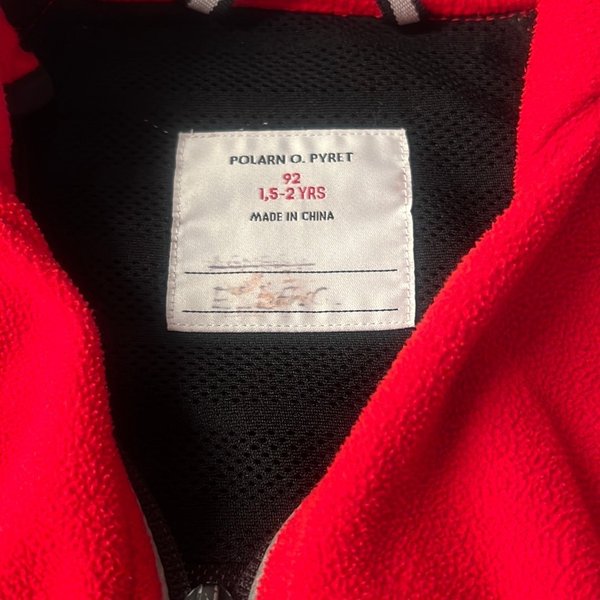 POLARN O. PYRET
92
1,5-2 YRS
MADE IN CHINA